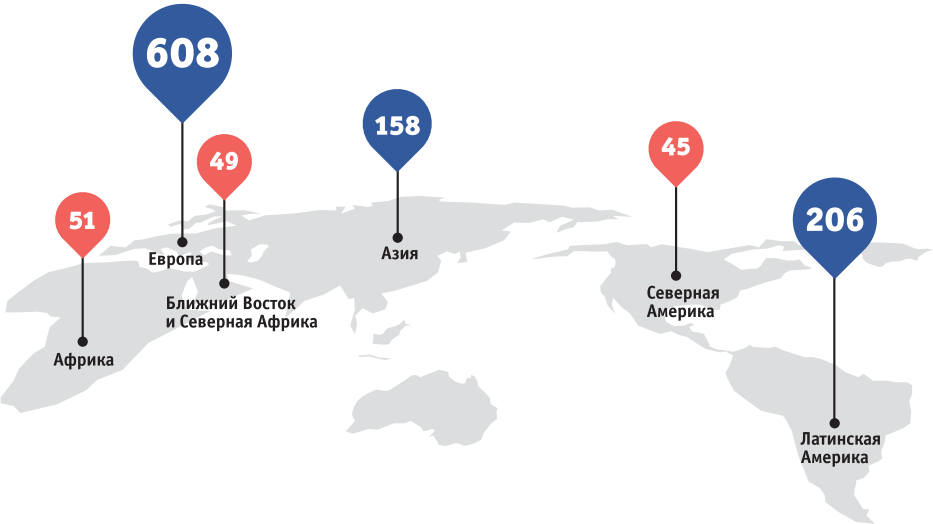 608
Европа
49
Ближний Восток
и Северная Африка
51
Африка
158
Азия
45
Северная
Америка
206
Латинская
Америка